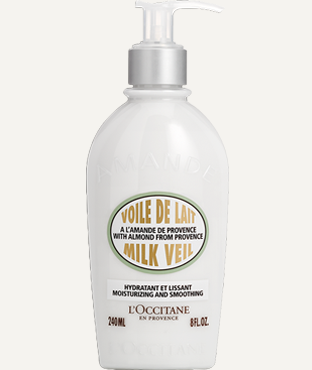 AMANDE
VOILE DE LAIT
A L'AMANDE DE PROVENCE
WITH ALMOND FROM PROVENCE
MILK VEIL
HYDRATANT ET LISSANT
MOISTURIZING AND SMOOTHING
L'OCCITANE
EN PROVENCE
240ML 8FL.OZ.